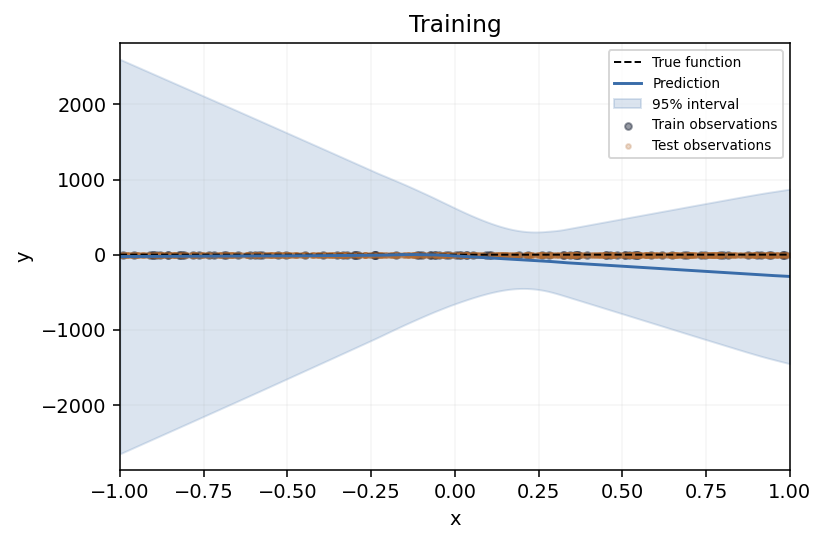 Training
True function
Prediction
95% interval
Train observations
Test observations
2000
1000
0
−1000
−2000
y
−1.00 −0.75 −0.50 −0.25 0.00 0.25 0.50 0.75 1.00
x